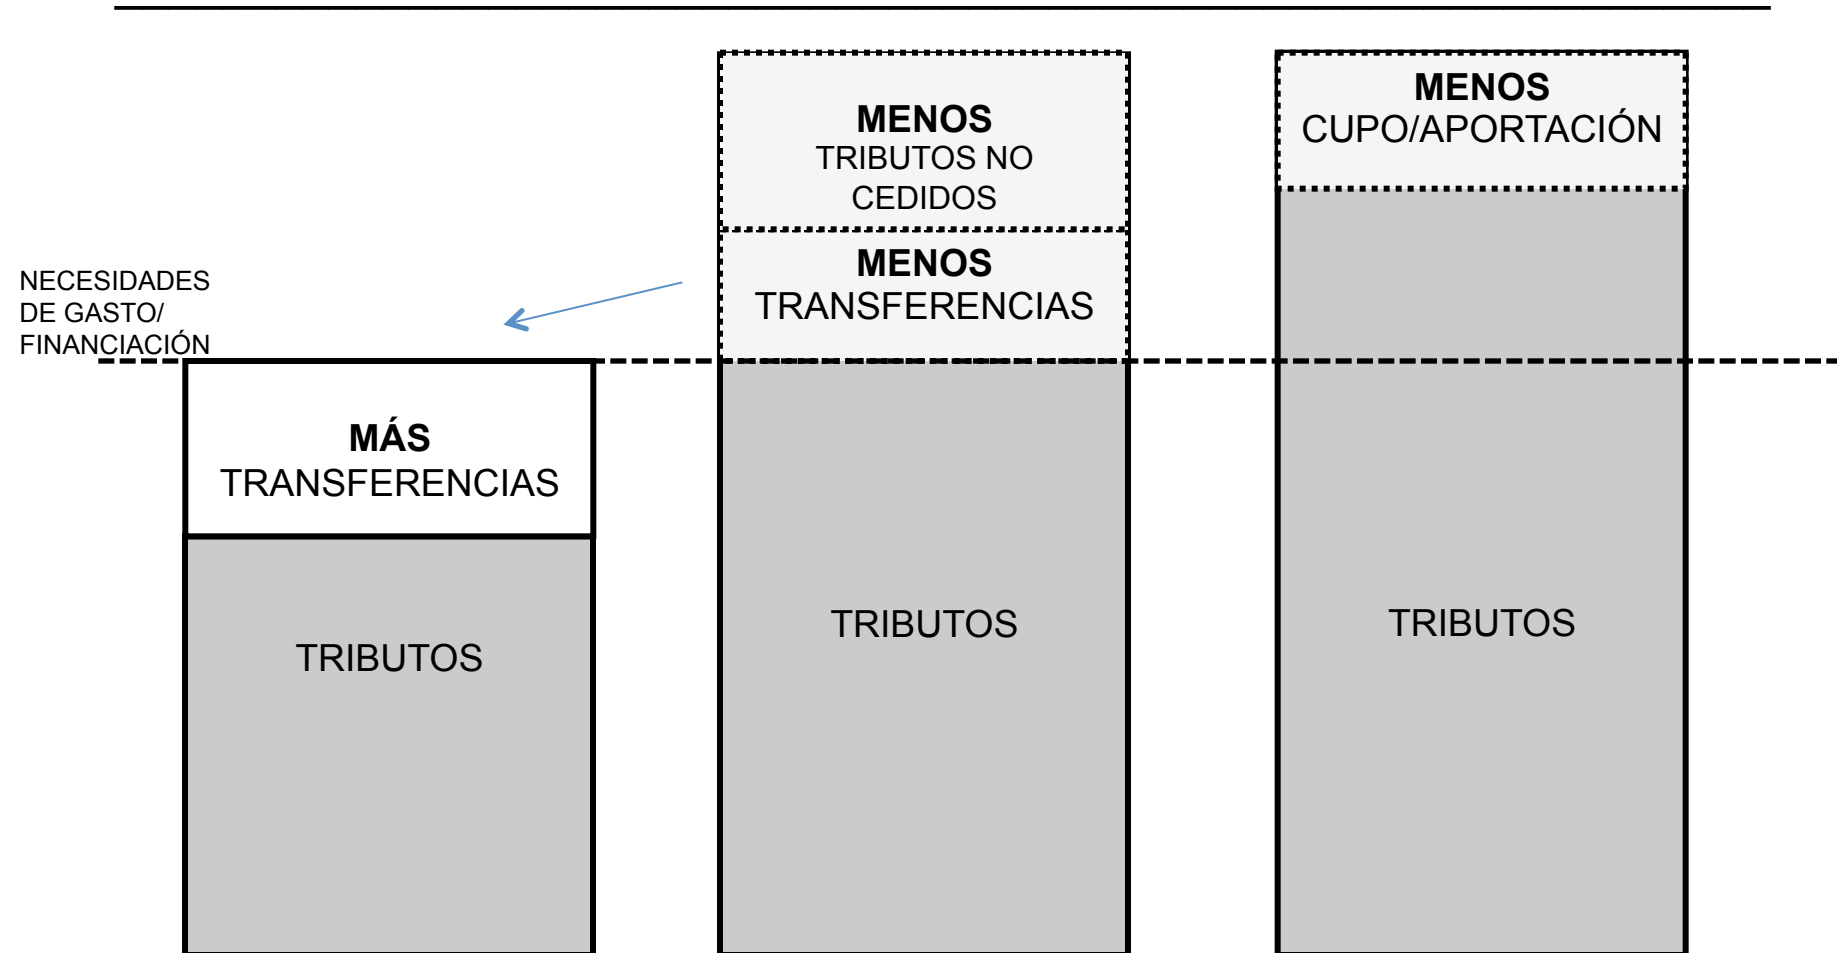 MENOS
TRIBUTOS NO
CEDIDOS
MENOS
TRANSFERENCIAS
MENOS
CUPO/APORTACIÓN
NECESIDADES
DE GASTO/
FINANCIACIÓN
MÁS
TRANSFERENCIAS
TRIBUTOS
TRIBUTOS
TRIBUTOS